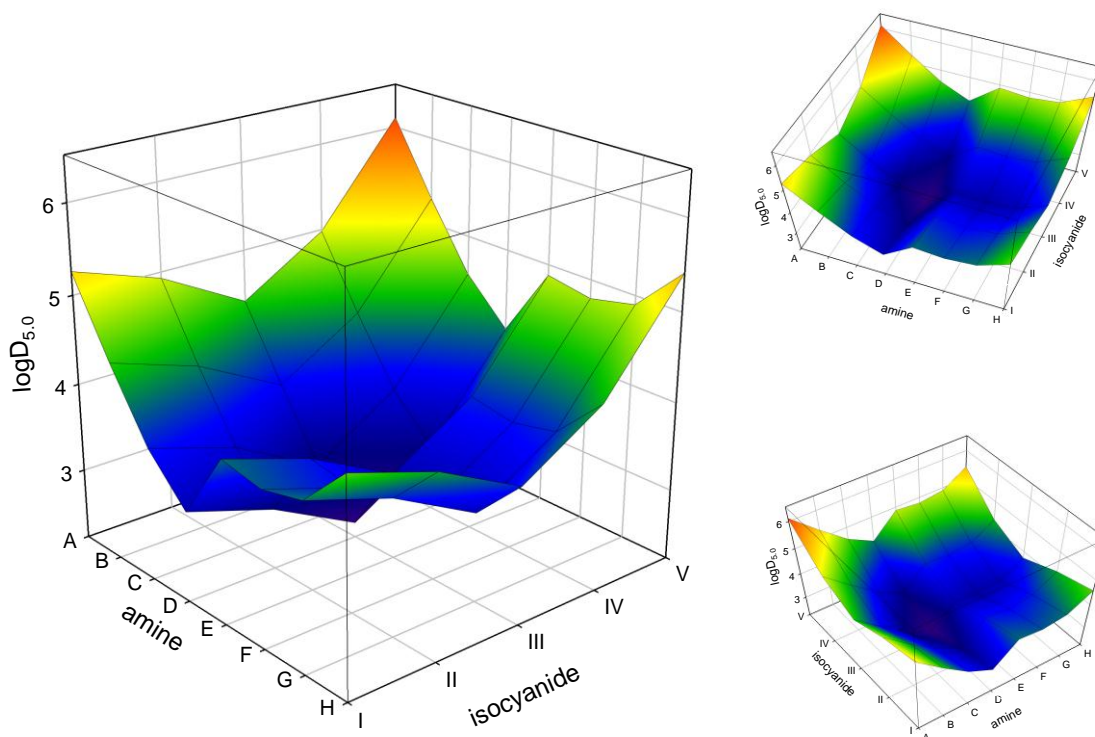 6
5
4
3
logD5.0
A
B
C
D
E
F
G
H
amine
I
II
III
IV
V
isocyanide
6
5
4
3
logD5.0
A
B
C
D
E
F
G
H
amine
I
II
III
IV
V
isocyanide
6
5
4
3
logD5.0
V
IV
III
II
I
isocyanide
A
B
C
D
E
F
G
H
amine